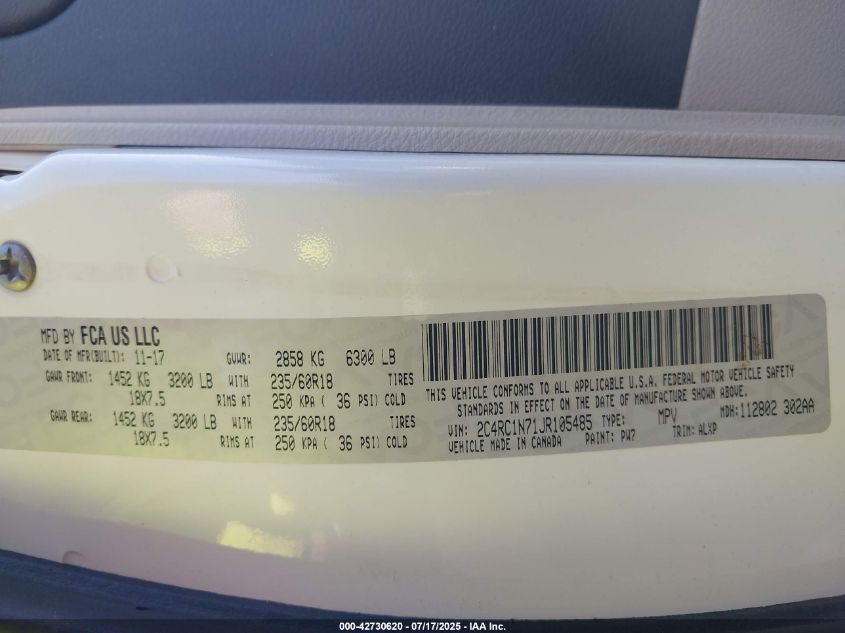 MFD BY FCA US LLC
DATE OF MFR(BUILT): 11-17 GVWR: 2858 KG 6300 LB
GAWR FRONT: 1452 KG 3200 LB WITH 235/60R18 TIRES
18X7.5 RIMS AT 250 KPA ( 36 PSI) COLD
GAWR REAR: 1452 KG 3200 LB WITH 235/60R18 TIRES
18X7.5 RIMS AT 250 KPA ( 36 PSI) COLD
THIS VEHICLE CONFORMS TO ALL APPLICABLE U.S.A. FEDERAL MOTOR VEHICLE SAFETY
STANDARDS IN EFFECT ON THE DATE OF MANUFACTURE SHOWN ABOVE.
VIN: 2C4RC1N71JR105485 TYPE: MPV MDH:112802 302AA
VEHICLE MADE IN CANADA PAINT: PW7 TRIM: ALXP
000-42730620 - 07/17/2025 - IAA Inc.